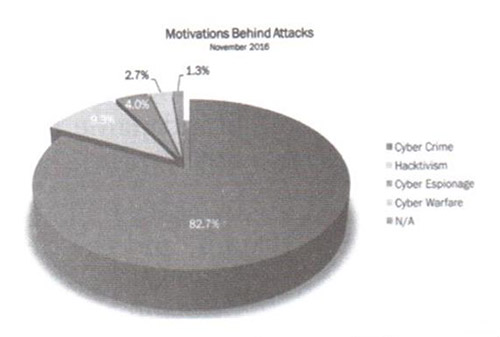 Motivations Behind Attacks
November 2016
2.7%
1.3%
4.0%
9.3%
82.7%
Cyber Crime
Hacktivism
Cyber Espionage
Cyber Warfare
N/A